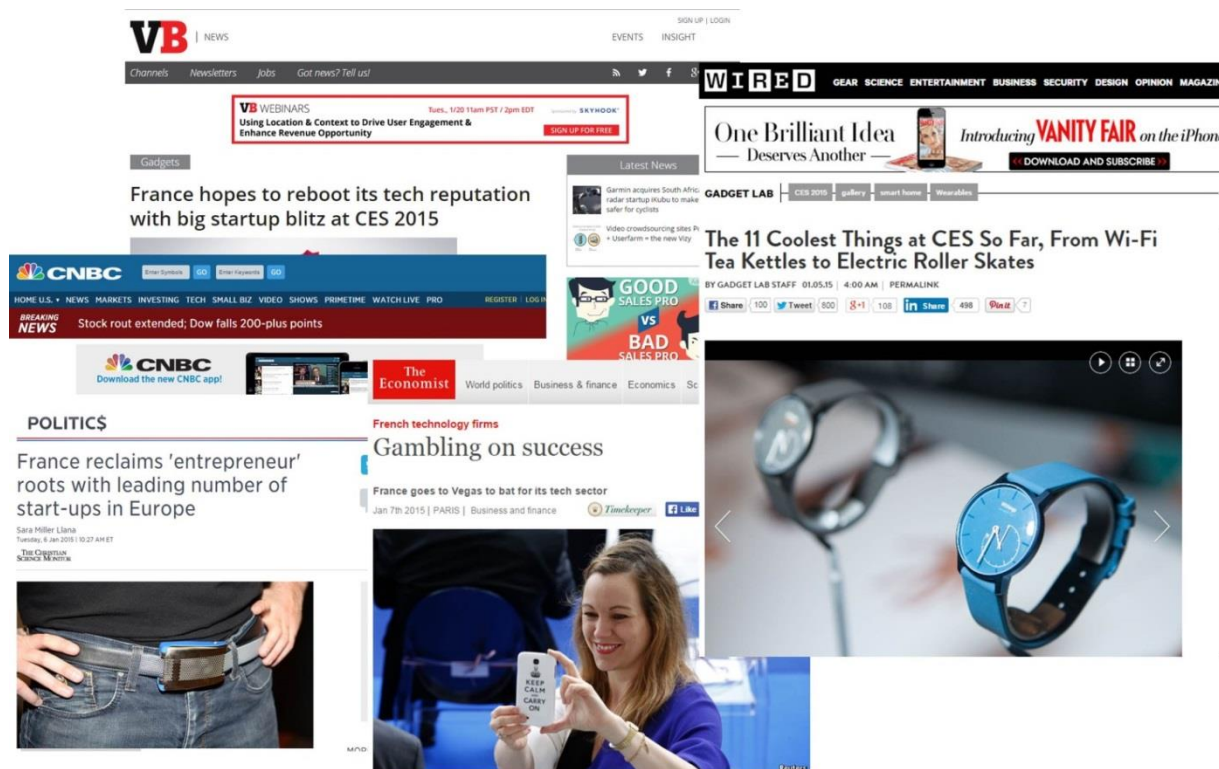 SIGN UP | LOGIN
VB | NEWS
EVENTS INSIGHT
Channels Newsletters Jobs Got news? Tell us!
VB WEBINARS
Tues., 1/20 11am PST / 2pm EDT
SKYHOOK
Using Location & Context to Drive User Engagement &
Enhance Revenue Opportunity
SIGN UP FOR FREE
Gadgets
France hopes to reboot its tech reputation
with big startup blitz at CES 2015
Latest News
Garmin acquires South Afric
radar startup iKubu to make
safer for cyclists
Video crowdsourcing sites
+ Userfarm + the new Vizy
GOOD
SALES PRO
VS
BAD
SALES PRO
WIRED
GEAR SCIENCE ENTERTAINMENT BUSINESS SECURITY DESIGN OPINION MAGAZIN
One Brilliant Idea
— Deserves Another —
Introducing VANITY FAIR on the iPhone
<< DOWNLOAD AND SUBSCRIBE >>
GADGET LAB
CES 2015
gallery
smart home
Wearables
The 11 Coolest Things at CES So Far, From Wi-Fi
Tea Kettles to Electric Roller Skates
BY GADGET LAB STAFF 01.05.15 | 4:00 AM | PERMALINK
Share 100 Tweet 800 g+1 108 in Share 498 Pin it 7
CNBC
Enter Symbols GO Enter Keywords GO
HOME U.S. NEWS MARKETS INVESTING TECH SMALL BIZ VIDEO SHOWS PRIMETIME WATCH LIVE PRO
REGISTER | LOG IN
BREAKING
NEWS
Stock rout extended; Dow falls 200-plus points
CNBC
Download the new CNBC app!
POLITIC$
France reclaims 'entrepreneur'
roots with leading number of
start-ups in Europe
Sara Miller Llana
Tuesday, 6 Jan 2015 | 10:27 AM ET
THE CHRISTIAN
SCIENCE MONITOR
The
Economist
World politics Business & finance Economics Sc
French technology firms
Gambling on success
France goes to Vegas to bat for its tech sector
Jan 7th 2015 | PARIS | Business and finance
Timekeeper
Like
KEEP
CALM
AND
CARRY
ON
Reuters